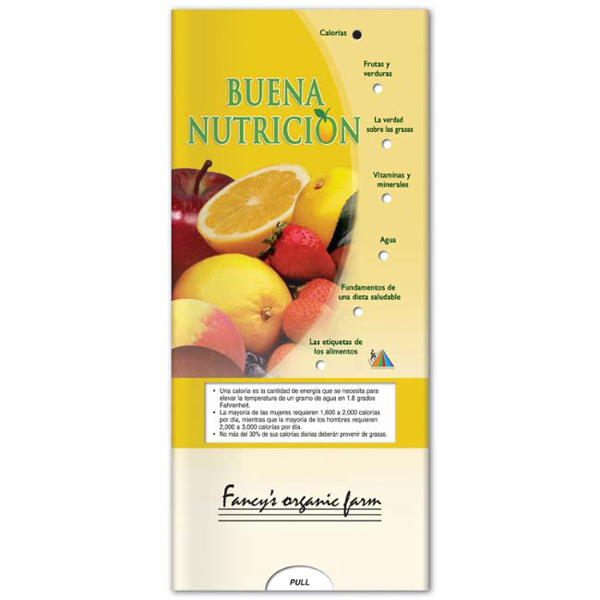 Calorías
Frutas y
verduras
BUENA
NUTRICIÓN
La verdad
sobre las grasas
Vitaminas y
minerales
Agua
Fundamentos de
una dieta saludable
Las etiquetas de
los alimentos
• Una caloría es la cantidad de energía que se necesita para
elevar la temperatura de un gramo de agua en 1.8 grados
Fahrenheit.
• La mayoría de las mujeres requieren 1,600 a 2,000 calorías
por día, mientras que la mayoría de los hombres requieren
2,000 a 3,000 calorías por día.
• No más del 30% de sus calorías diarias deberán provenir de grasas.
Fancy's organic farm
PULL